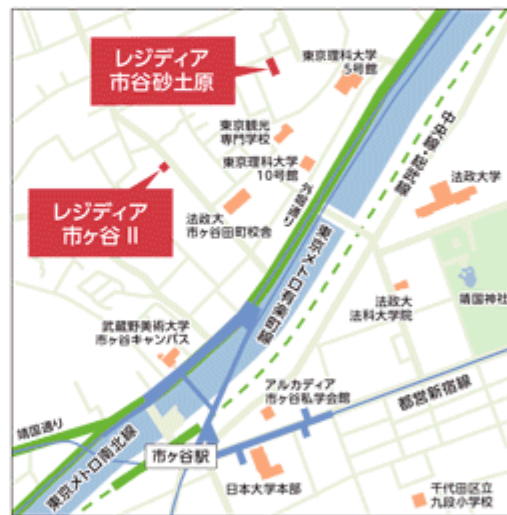 レジディア
市谷砂土原
東京理科大学
5号館
中央線・総武線
東京観光
専門学校
東京理科大学
10号館
外堀通り
法政大学
レジディア
市ヶ谷 II
法政大
市ヶ谷田町校舎
東京メトロ有楽町線
靖国神社
法政大
法科大学院
武蔵野美術大学
市ヶ谷キャンパス
アルカディア
市ヶ谷私学会館
都営新宿線
靖国通り
東京メトロ南北線
市ヶ谷駅
日本大学本部
千代田区立
九段小学校